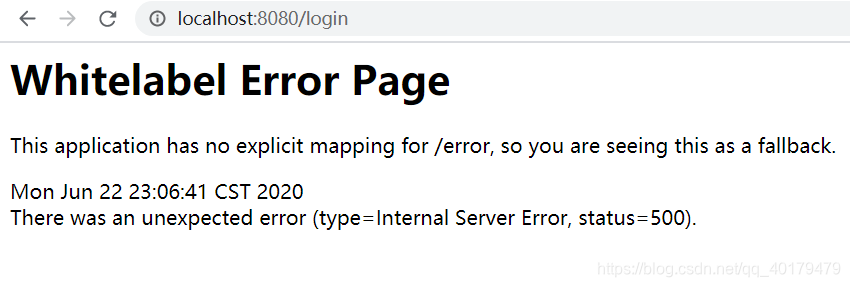 localhost:8080/login
Whitelabel Error Page
This application has no explicit mapping for /error, so you are seeing this as a fallback.
Mon Jun 22 23:06:41 CST 2020
There was an unexpected error (type=Internal Server Error, status=500).
https://blog.csdn.net/qq_40179479